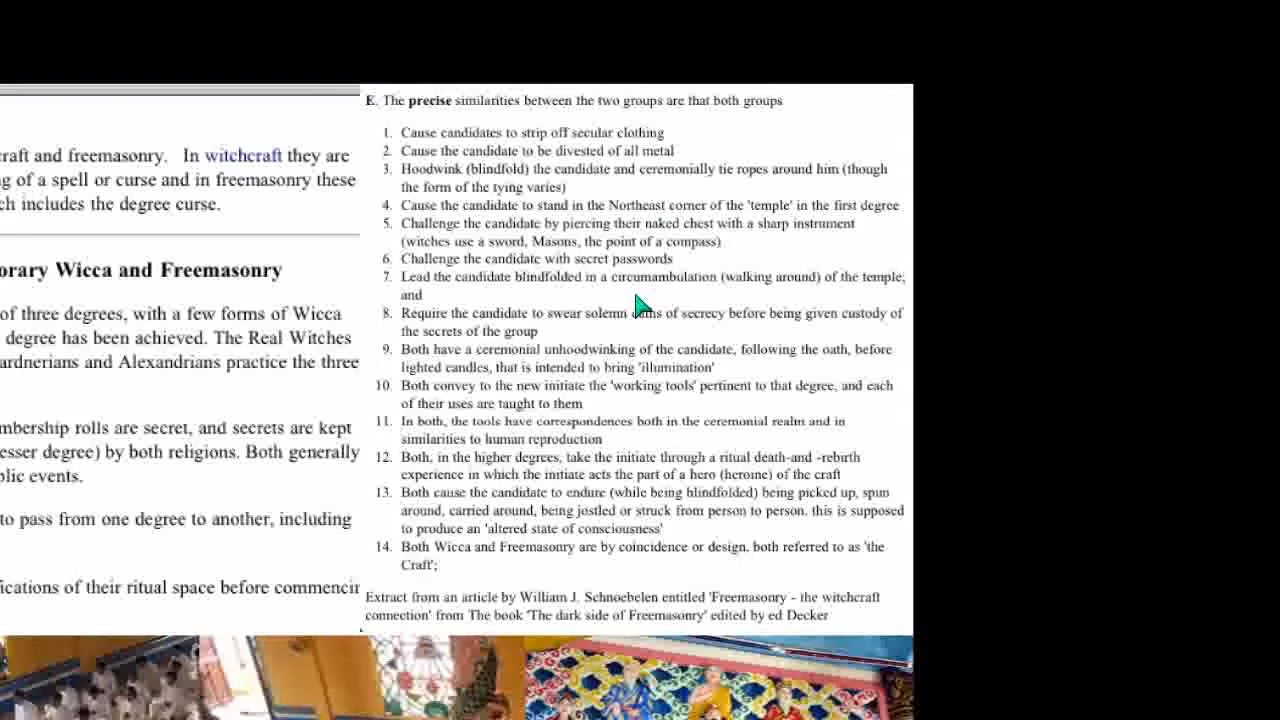 craft and freemasonry. In witchcraft they are
ng of a spell or curse and in freemasonry these
ch includes the degree curse.
orary Wicca and Freemasonry
of three degrees, with a few forms of Wicca
degree has been achieved. The Real Witches
ardnerians and Alexandrians practice the three
mbership rolls are secret, and secrets are kept
esser degree) by both religions. Both generally
blic events.
to pass from one degree to another, including
ications of their ritual space before commencin
E. The precise similarities between the two groups are that both groups
1. Cause candidates to strip off secular clothing
2. Cause the candidate to be divested of all metal
3. Hoodwink (blindfold) the candidate and ceremonially tie ropes around him (though
the form of the tying varies)
4. Cause the candidate to stand in the Northeast corner of the 'temple' in the first degree
5. Challenge the candidate by piercing their naked chest with a sharp instrument
(witches use a sword, Masons, the point of a compass)
6. Challenge the candidate with secret passwords
7. Lead the candidate blindfolded in a circumambulation (walking around) of the temple;
and
8. Require the candidate to swear solemn of secrecy before being given custody of
the secrets of the group
9. Both have a ceremonial unhoodwinking of the candidate, following the oath, before
lighted candles, that is intended to bring 'illumination'
10. Both convey to the new initiate the 'working tools' pertinent to that degree, and each
of their uses are taught to them
11. In both, the tools have correspondences both in the ceremonial realm and in
similarities to human reproduction
12. Both, in the higher degrees, take the initiate through a ritual death-and -rebirth
experience in which the initiate acts the part of a hero (heroine) of the craft
13. Both cause the candidate to endure (while being blindfolded) being picked up, spun
around, carried around, being jostled or struck from person to person. this is supposed
to produce an 'altered state of consciousness'
14. Both Wicca and Freemasonry are by coincidence or design, both referred to as 'the
Craft';
Extract from an article by William J. Schnoebelen entitled 'Freemasonry - the witchcraft
connection' from The book 'The dark side of Freemasonry' edited by ed Decker